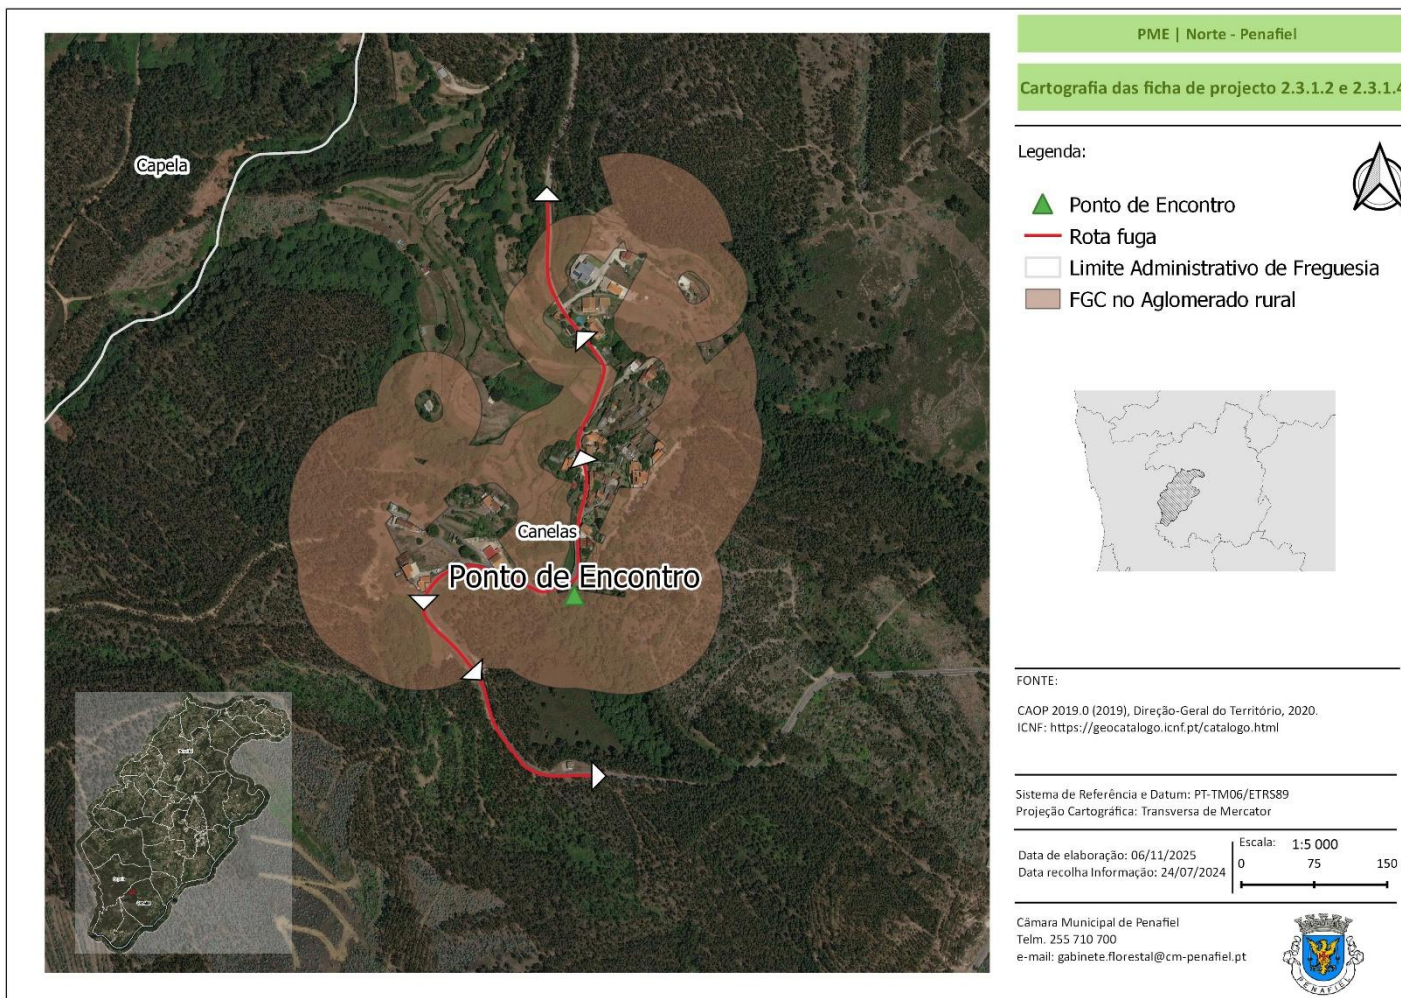 PME | Norte - Penafiel
Cartografia das ficha de projecto 2.3.1.2 e 2.3.1.4
Legenda:
Ponto de Encontro
Rota fuga
Limite Administrativo de Freguesia
FGC no Aglomerado rural
Capela
Canelas
Ponto de Encontro
FONTE:
CAOP 2019.0 (2019), Direção-Geral do Território, 2020.
ICNF: https://geocatalogo.icnf.pt/catalogo.html
Sistema de Referência e Datum: PT-TM06/ETRS89
Projeção Cartográfica: Transversa de Mercator
Data de elaboração: 06/11/2025
Data recolha Informação: 24/07/2024
Escala: 1:5 000
0 75 150
Câmara Municipal de Penafiel
Telm. 255 710 700
e-mail: gabinete.florestal@cm-penafiel.pt
PENAFIEL